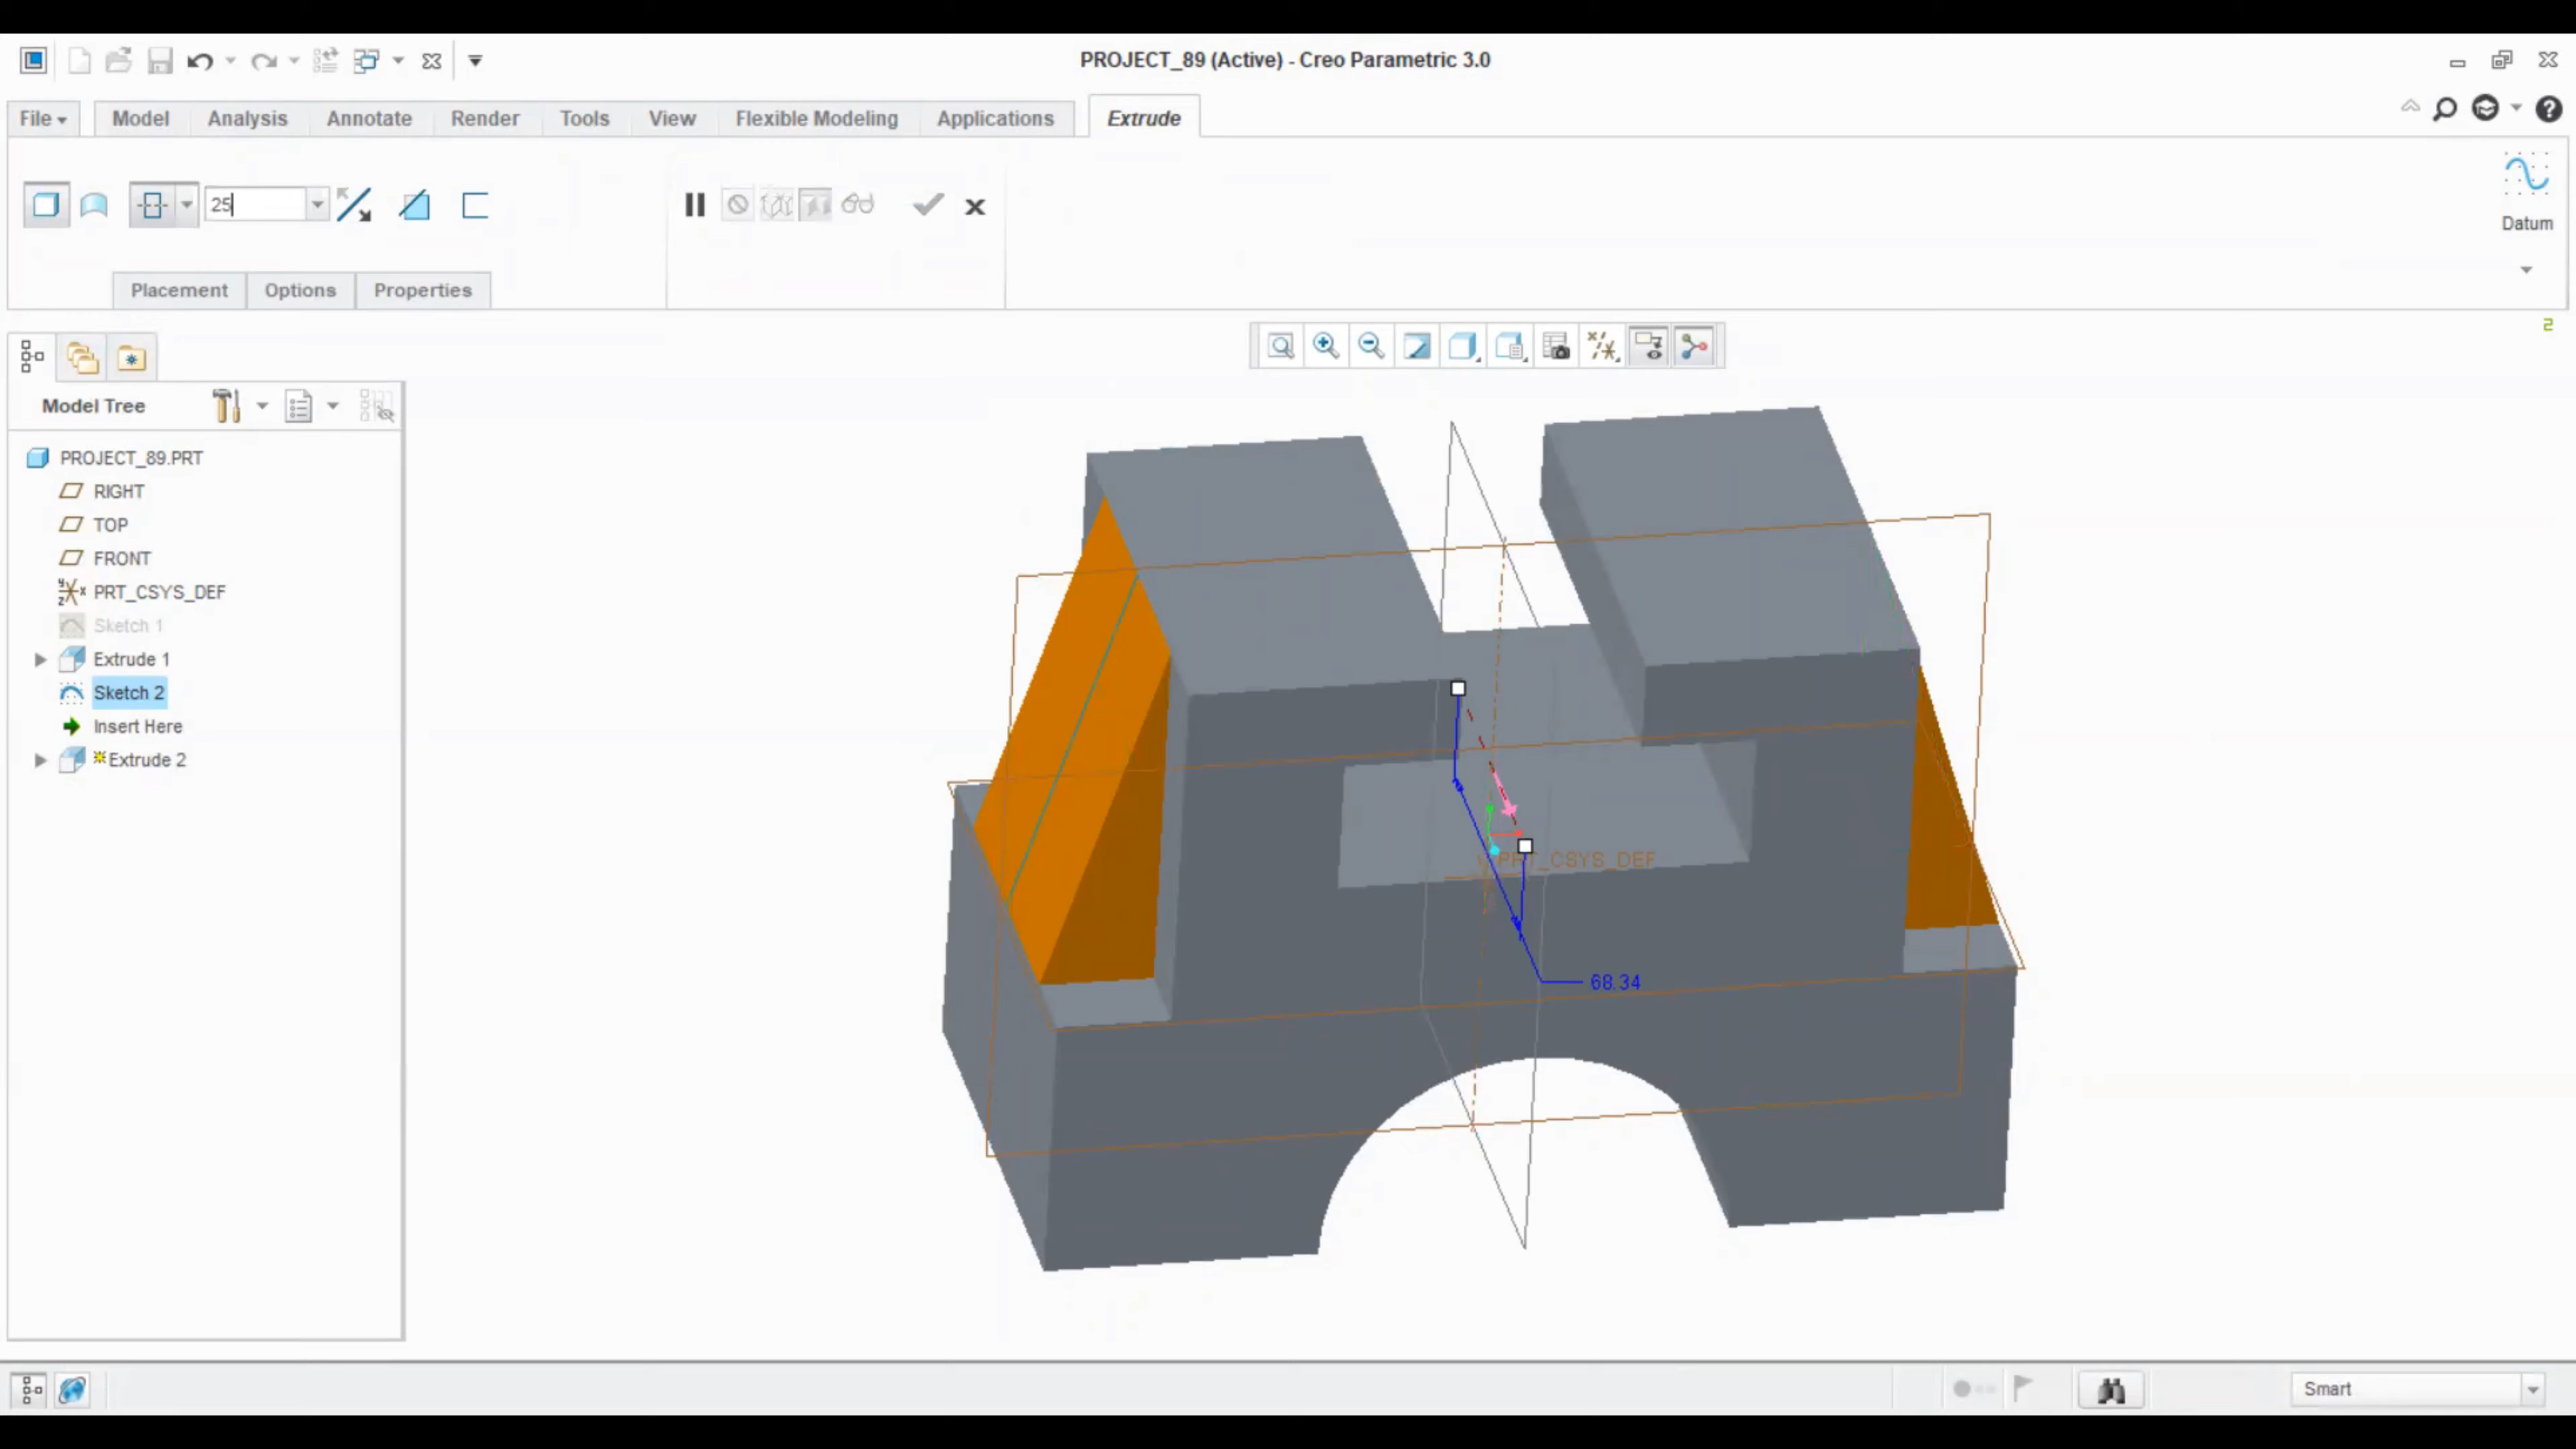 PROJECT_89 (Active) - Creo Parametric 3.0
File Model Analysis Annotate Render Tools View Flexible Modeling Applications Extrude
25
Datum
Placement Options Properties
2
Model Tree
PROJECT_89.PRT
RIGHT
TOP
FRONT
PRT_CSYS_DEF
Sketch 1
Extrude 1
Sketch 2
Insert Here
Extrude 2
PRT_CSYS_DEF
68.34
Smart